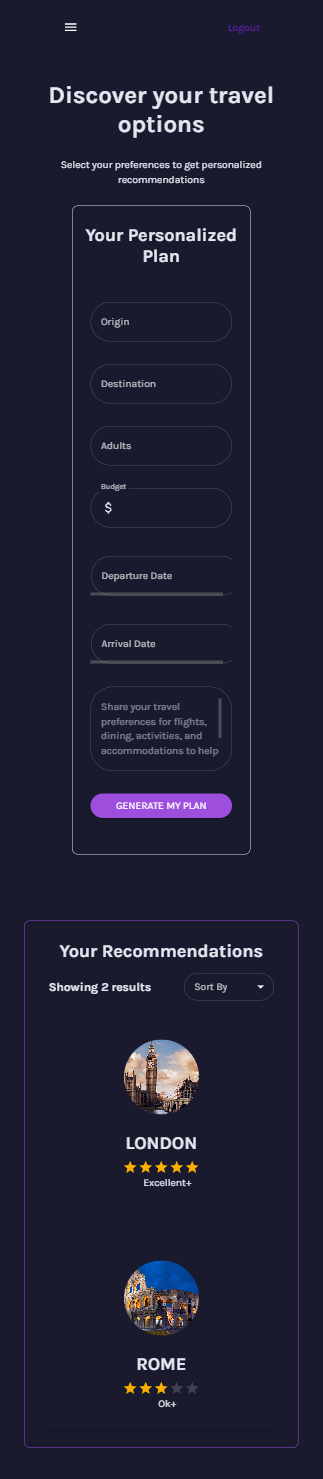 Logout
Discover your travel
options
Select your preferences to get personalized
recommendations
Your Personalized
Plan
Origin
Destination
Adults
Budget
$
Departure Date
Arrival Date
Share your travel
preferences for flights,
dining, activities, and
accommodations to help
GENERATE MY PLAN
Your Recommendations
Showing 2 results
Sort By
LONDON
Excellent+
ROME
Ok+